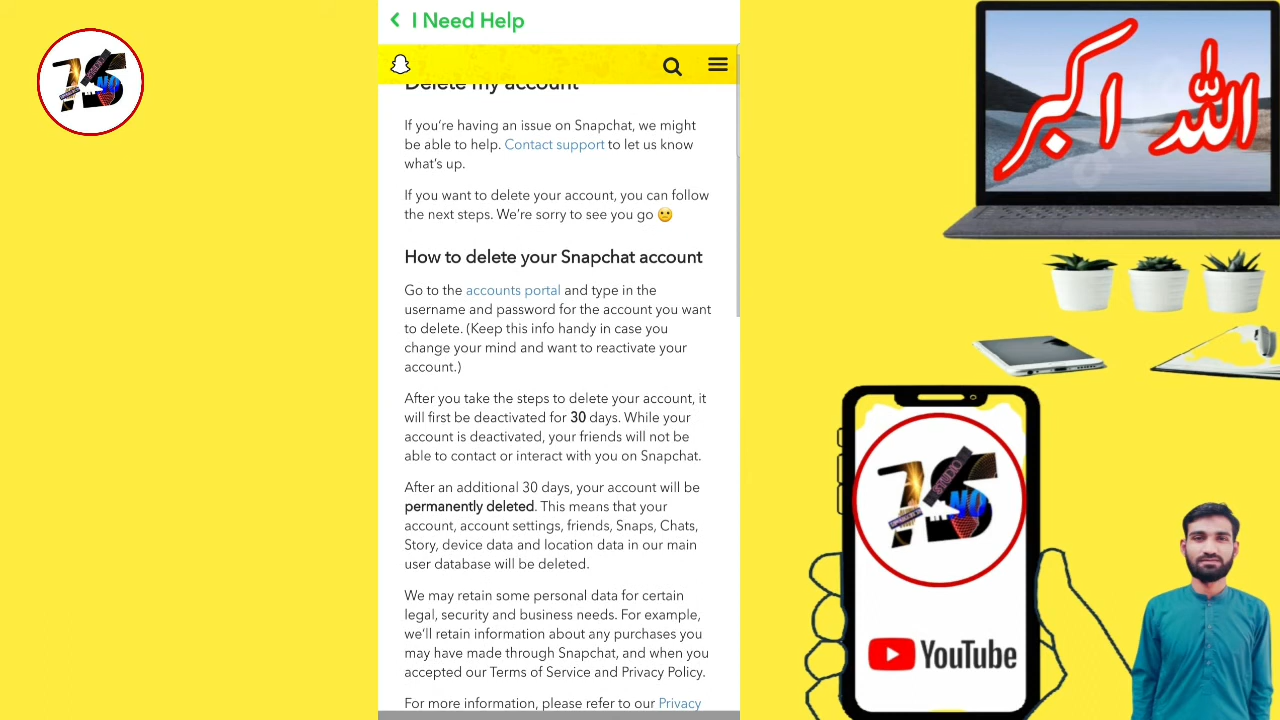 I Need Help
Delete my account
If you’re having an issue on Snapchat, we might
be able to help. Contact support to let us know
what’s up.
If you want to delete your account, you can follow
the next steps. We’re sorry to see you go 🙁
How to delete your Snapchat account
Go to the accounts portal and type in the
username and password for the account you want
to delete. (Keep this info handy in case you
change your mind and want to reactivate your
account.)
After you take the steps to delete your account, it
will first be deactivated for 30 days. While your
account is deactivated, your friends will not be
able to contact or interact with you on Snapchat.
After an additional 30 days, your account will be
permanently deleted. This means that your
account, account settings, friends, Snaps, Chats,
Story, device data and location data in our main
user database will be deleted.
We may retain some personal data for certain
legal, security and business needs. For example,
we’ll retain information about any purchases you
may have made through Snapchat, and when you
accepted our Terms of Service and Privacy Policy.
For more information, please refer to our Privacy
الله اکبر
STUDIO
NO
YouTube